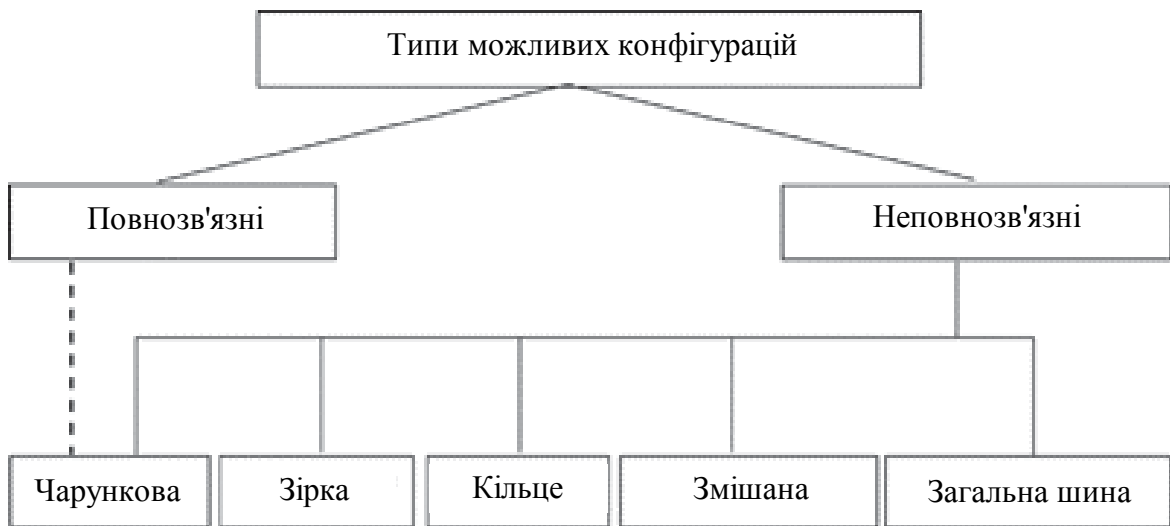 Типи можливих конфігурацій
Повнозв'язні
Неповнозв'язні
Чарункова
Зірка
Кільце
Змішана
Загальна шина